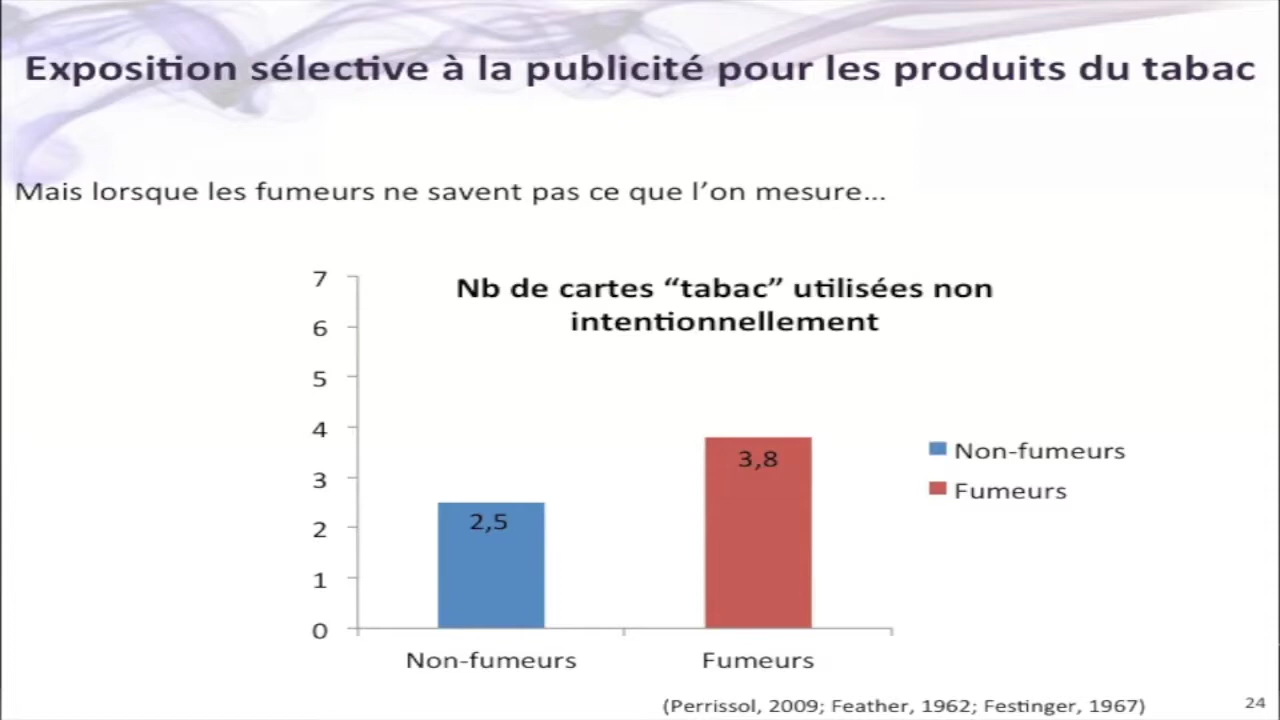 Exposition sélective à la publicité pour les produits du tabac
Mais lorsque les fumeurs ne savent pas ce que l’on mesure...
Nb de cartes “tabac” utilisées non
intentionnellement
7
6
5
4
3
2
1
0
2,5
3,8
Non-fumeurs
Fumeurs
Non-fumeurs
Fumeurs
(Perrissol, 2009; Feather, 1962; Festinger, 1967)
24